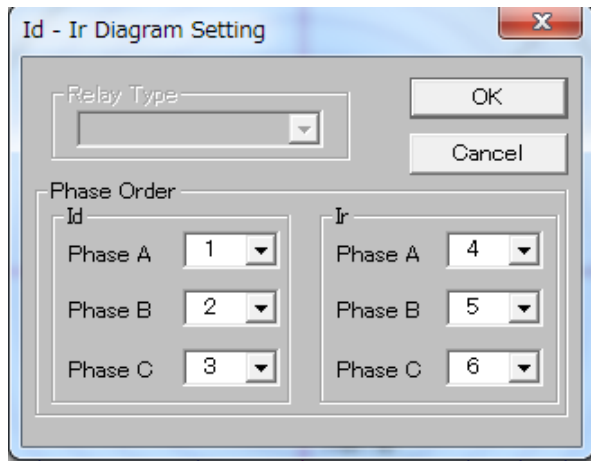 Id - Ir Diagram Setting
x
Relay Type
OK
Cancel
Phase Order
Id
Ir
Phase A 1
Phase A 4
Phase B 2
Phase B 5
Phase C 3
Phase C 6